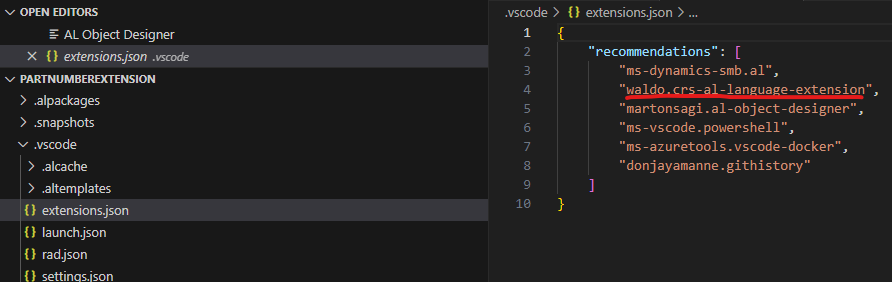 OPEN EDITORS
AL Object Designer
{} extensions.json .vscode
PARTNUMBEREXTENSION
.alpackages
.snapshots
.vscode
.alcache
.altemplates
{} extensions.json
{} launch.json
{} rad.json
{} settings.json
.vscode > {} extensions.json > ...
1 {
2 "recommendations": [
3 "ms-dynamics-smb.al",
4 "waldo.crs-al-language-extension",
5 "martonsagi.al-object-designer",
6 "ms-vscode.powershell",
7 "ms-azuretools.vscode-docker",
8 "donjayamanne.githistory"
9 ]
10 }